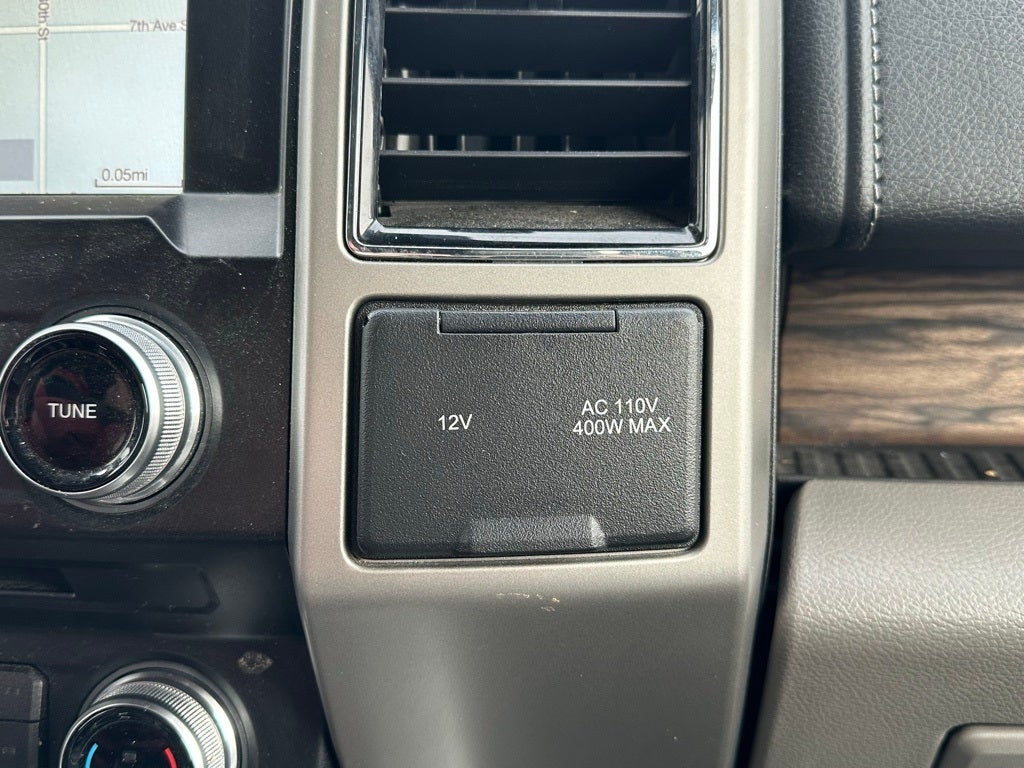 7th Ave S
0.05mi
TUNE
12V
AC 110V
400W MAX